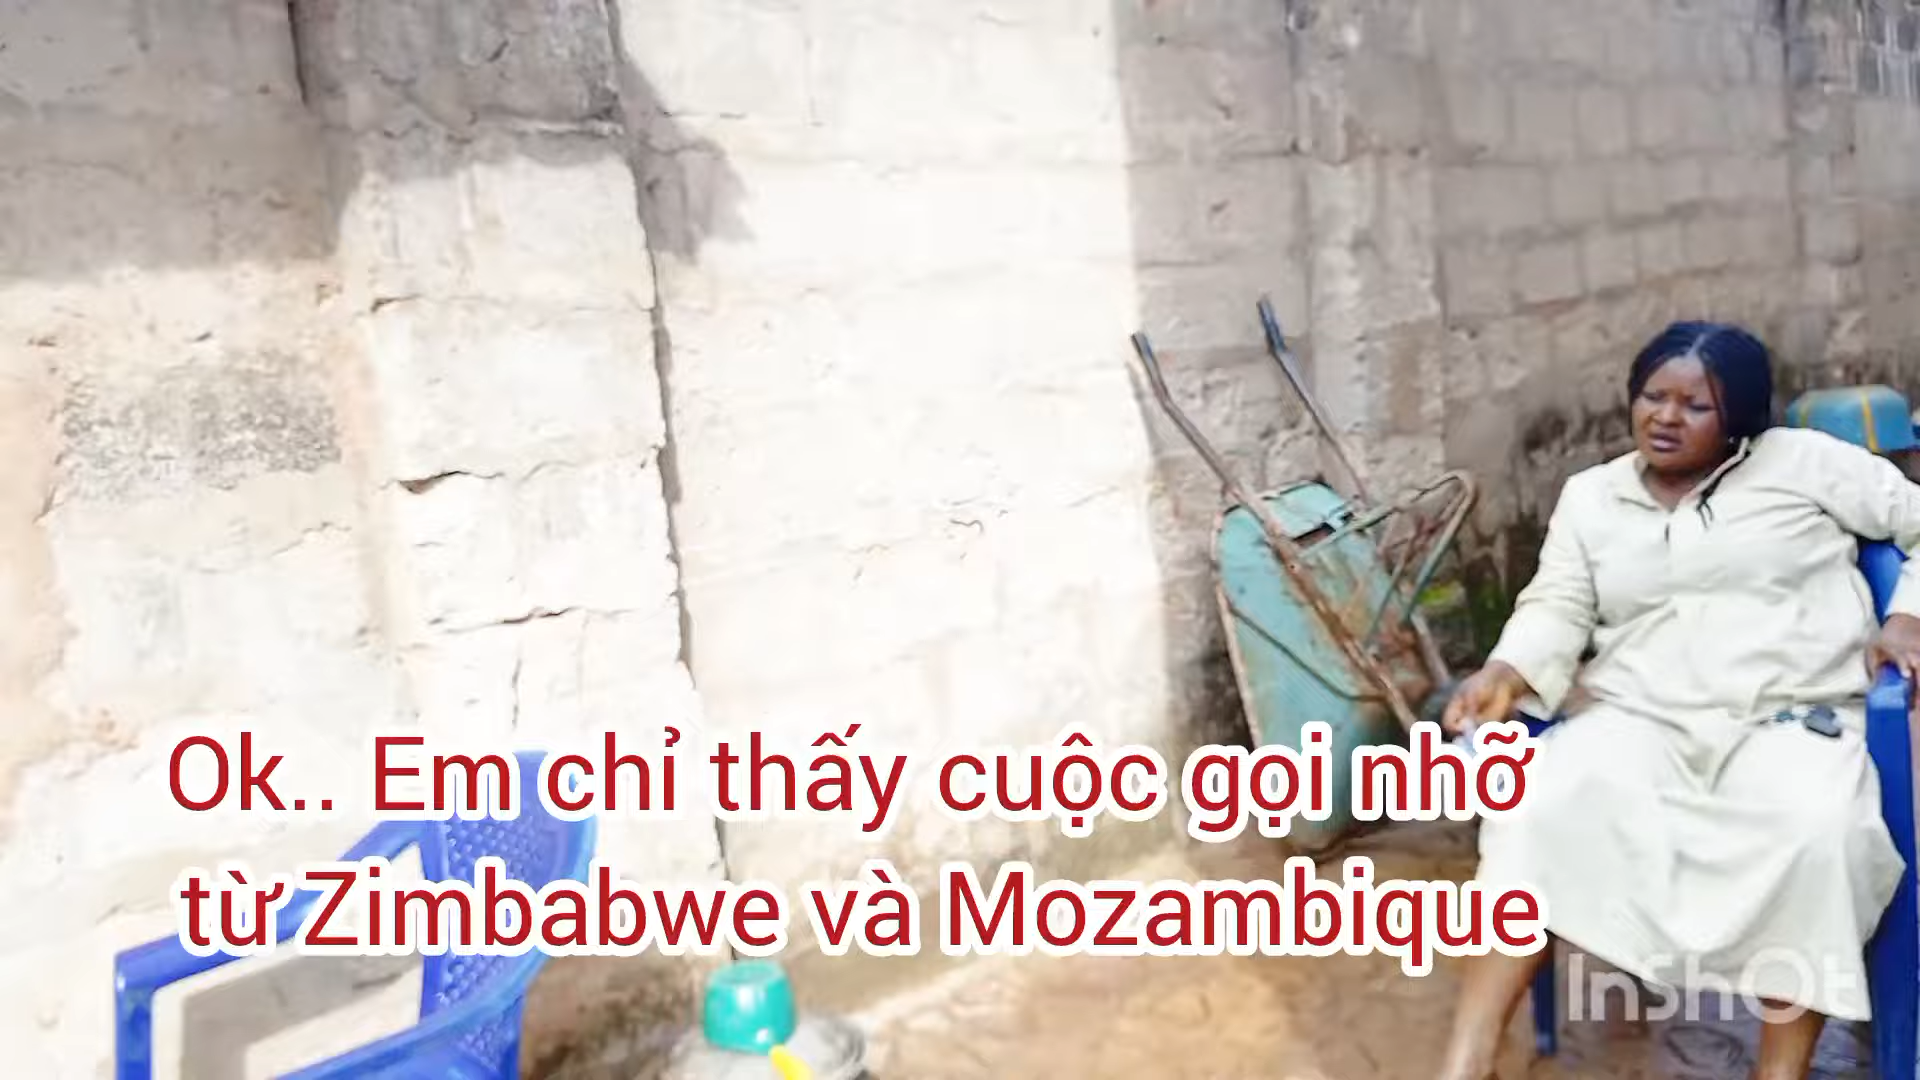 Ok.. Em chỉ thấy cuộc gọi nhỡ
từ Zimbabwe và Mozambique
InShOt